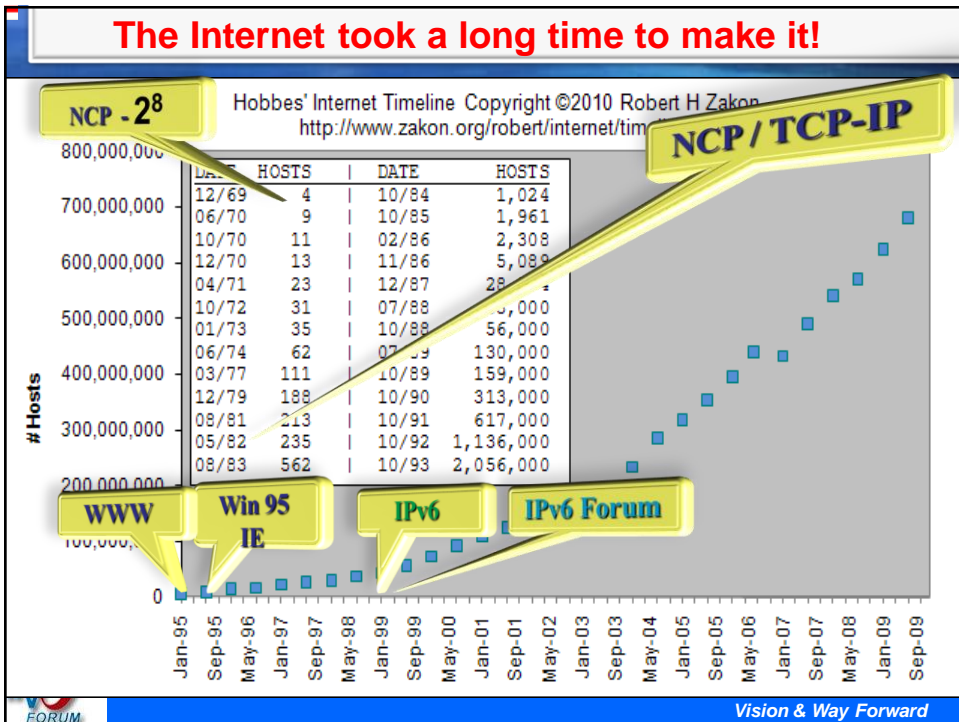 The Internet took a long time to make it!
Hobbes' Internet Timeline Copyright ©2010 Robert H Zakon
http://www.zakon.org/robert/internet/
NCP - 2⁸
NCP / TCP-IP
DATE HOSTS | DATE HOSTS
12/69 4 | 10/84 1,024
06/70 9 | 10/85 1,961
10/70 11 | 02/86 2,308
12/70 13 | 11/86 5,089
04/71 23 | 12/87
10/72 31 | 07/88
01/73 35 | 10/88 56,000
06/74 62 | 130,000
03/77 111 | 10/89 159,000
12/79 188 | 10/90 313,000
08/81 213 | 10/91 617,000
05/82 235 | 10/92 1,136,000
08/83 562 | 10/93 2,056,000
#Hosts
800,000,000
700,000,000
600,000,000
500,000,000
400,000,000
300,000,000
200,000,000
100,000,
0
WWW
Win 95
IE
IPv6
IPv6 Forum
Jan-95
Sep-95
May-96
Jan-97
Sep-97
May-98
Jan-99
Sep-99
May-00
Jan-01
Sep-01
May-02
Jan-03
Sep-03
May-04
Jan-05
Sep-05
May-06
Jan-07
Sep-07
May-08
Jan-09
Sep-09
FORUM
Vision & Way Forward